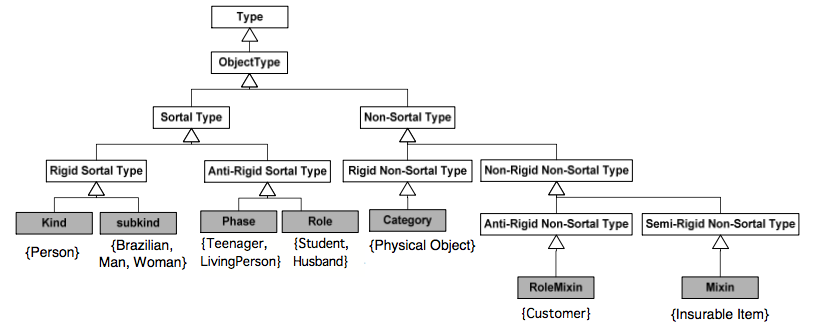 Type
ObjectType
Sortal Type
Non-Sortal Type
Rigid Sortal Type
Anti-Rigid Sortal Type
Rigid Non-Sortal Type
Non-Rigid Non-Sortal Type
Kind
subkind
Phase
Role
Category
Anti-Rigid Non-Sortal Type
Semi-Rigid Non-Sortal Type
{Person}
{Brazilian,
Man, Woman}
{Teenager,
LivingPerson}
{Student,
Husband}
{Physical Object}
RoleMixin
Mixin
{Customer}
{Insurable Item}